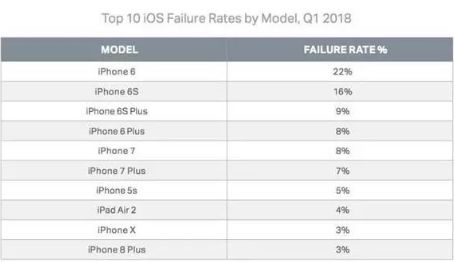 Top 10 iOS Failure Rates by Model, Q1 2018
MODEL FAILURE RATE %
iPhone 6 22%
iPhone 6S 16%
iPhone 6S Plus 9%
iPhone 6 Plus 8%
iPhone 7 8%
iPhone 7 Plus 7%
iPhone 5s 5%
iPad Air 2 4%
iPhone X 3%
iPhone 8 Plus 3%